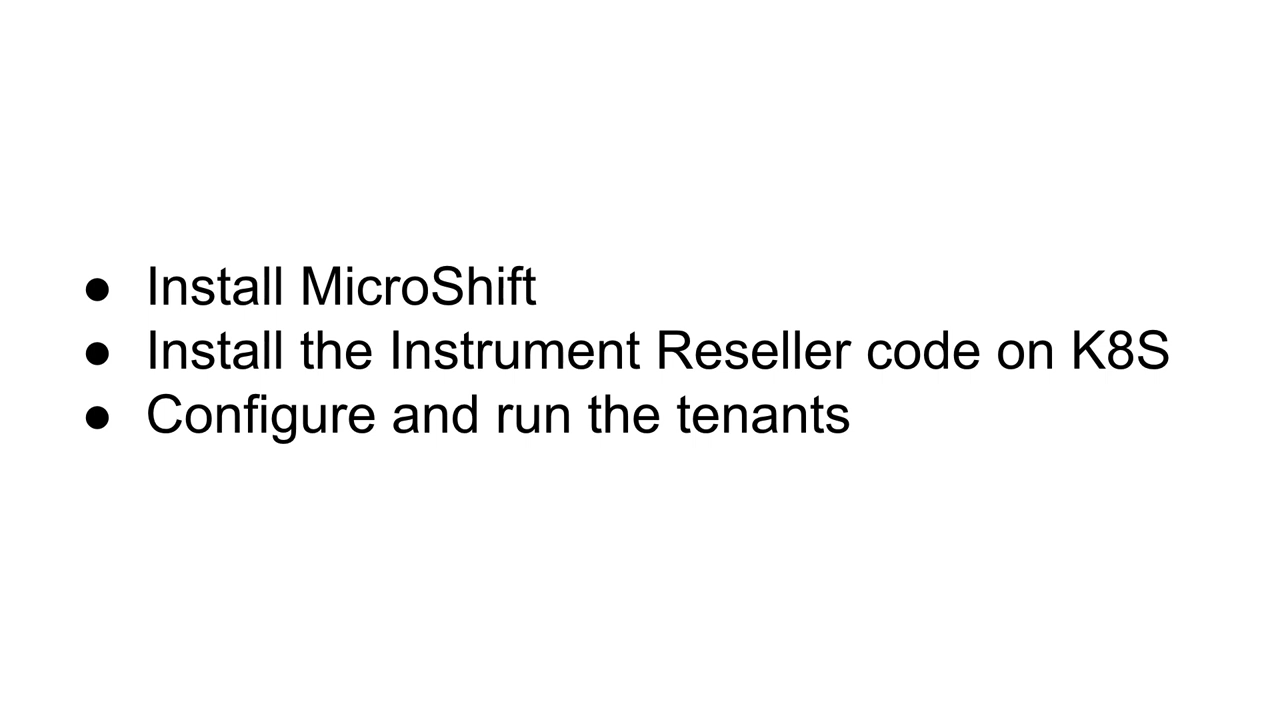 ● Install MicroShift
● Install the Instrument Reseller code on K8S
● Configure and run the tenants